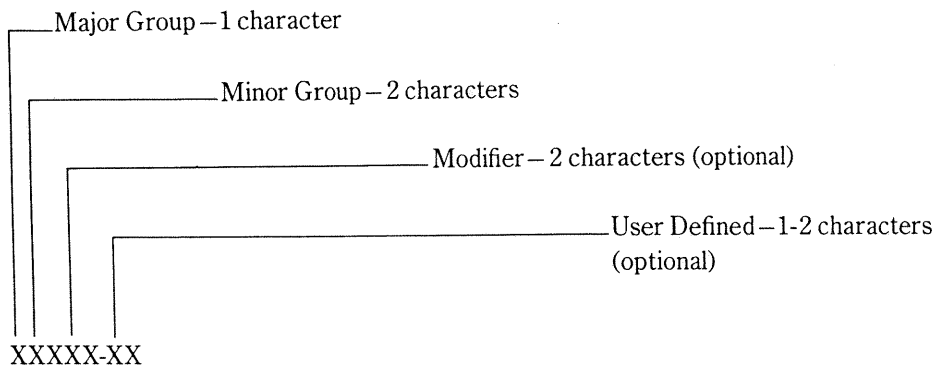 Major Group—1 character
Minor Group—2 characters
Modifier—2 characters (optional)
User Defined—1-2 characters
(optional)
XXXXX-XX